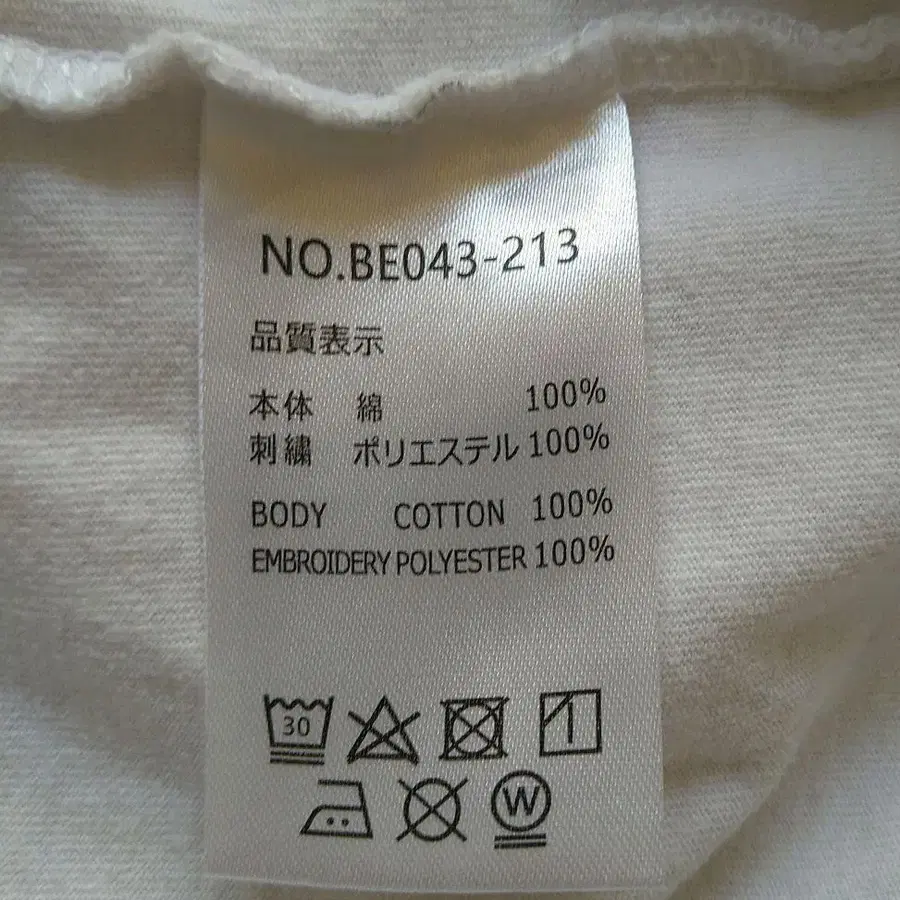 NO.BE043-213
品質表示
本体 綿 100%
刺繍 ポリエステル 100%
BODY COTTON 100%
EMBROIDERY POLYESTER 100%
30
W